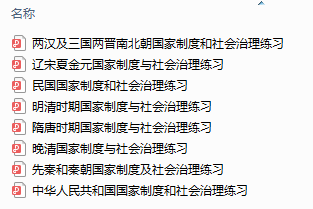 名称
两汉及三国两晋南北朝国家制度和社会治理练习
辽宋夏金元国家制度与社会治理练习
民国国家制度和社会治理练习
明清时期国家制度与社会治理练习
隋唐时期国家制度与社会治理练习
晚清国家制度与社会治理练习
先秦和秦朝国家制度及社会治理练习
中华人民共和国国家制度和社会治理练习